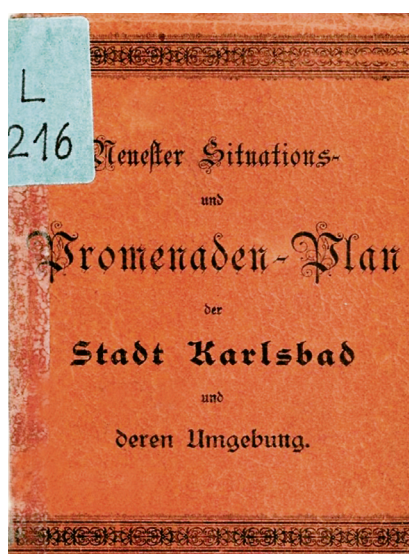 L
216
Neuester Situations-
und
Promenaden-Plan
der
Stadt Karlsbad
und
deren Umgebung.